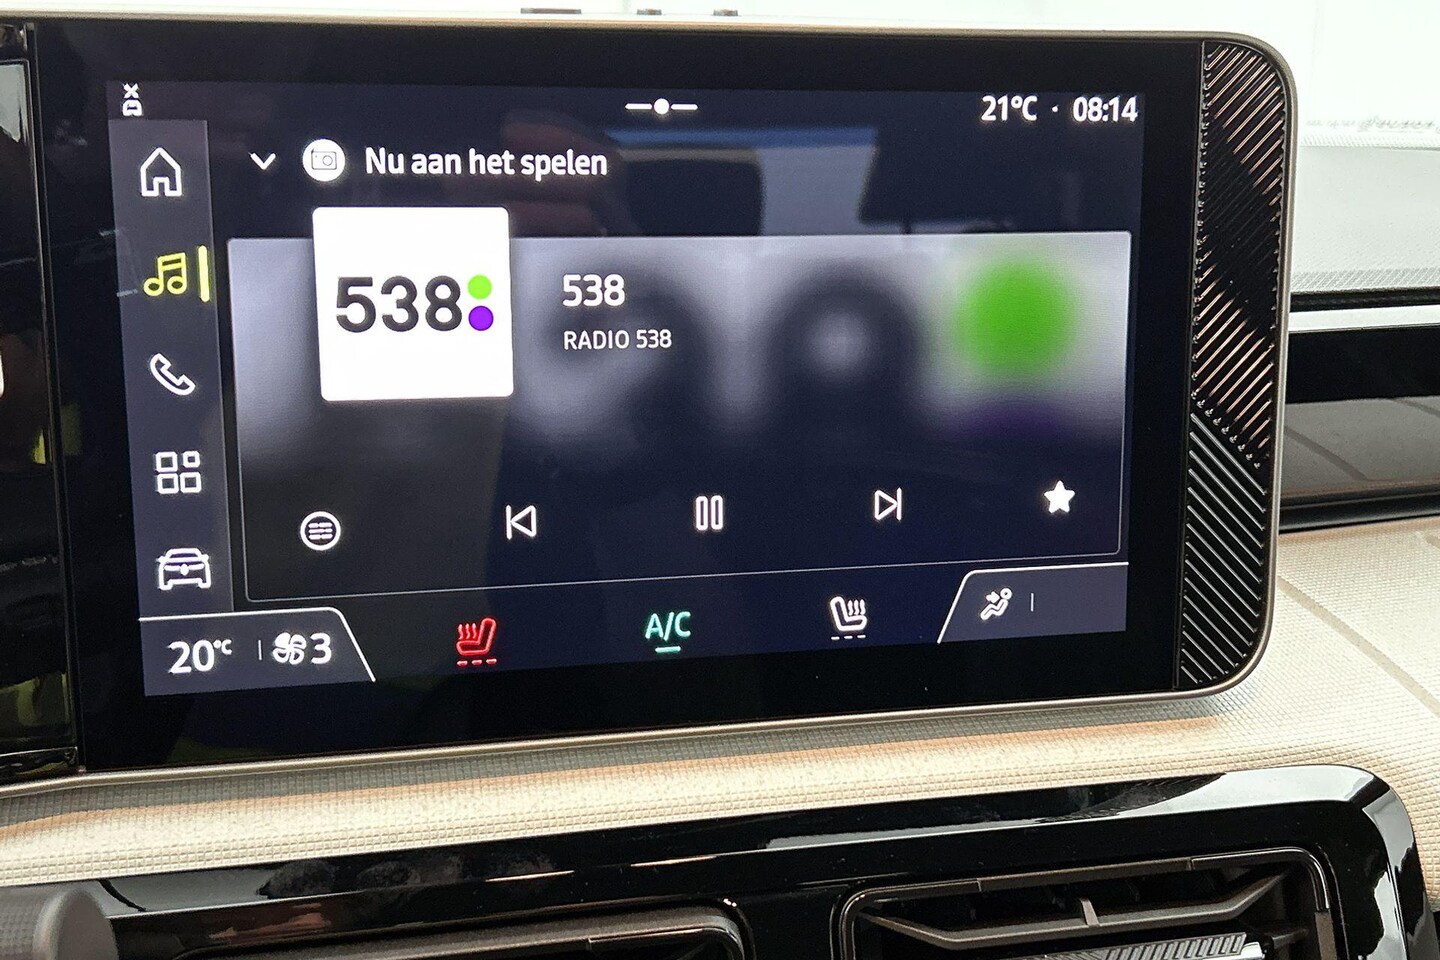 21°C · 08:14
Nu aan het spelen
538
538
RADIO 538
20°C
3
A/C